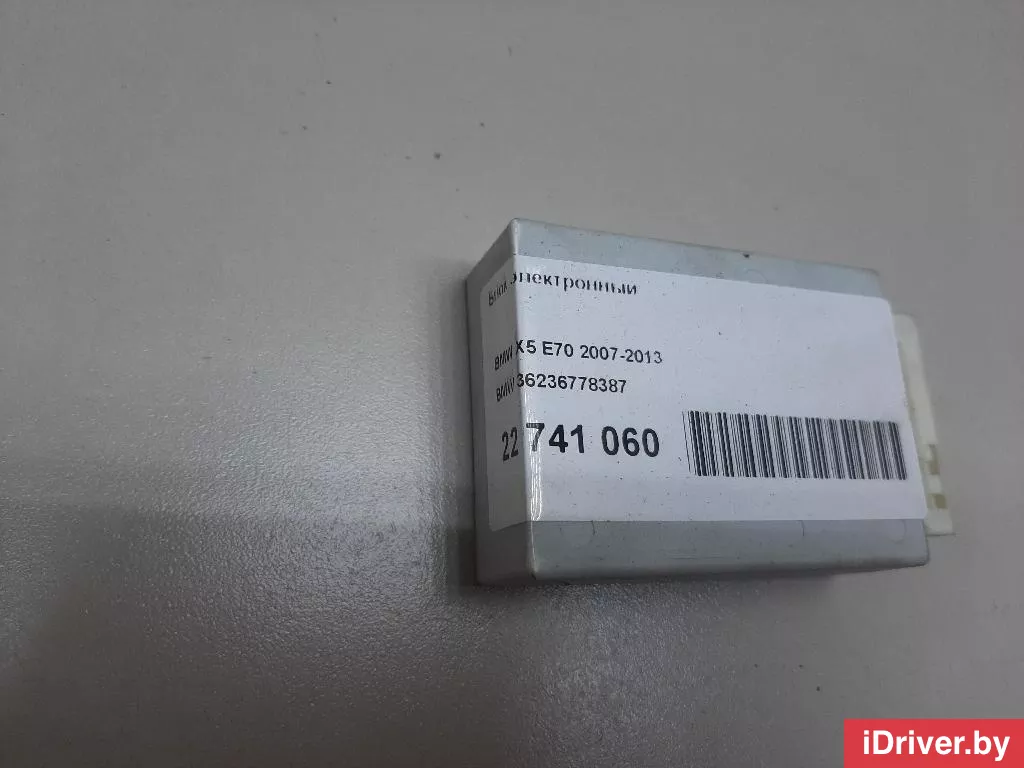 Блок электронный
BMW X5 E70 2007-2013
BMW 36236778387
22 741 060
iDriver.by